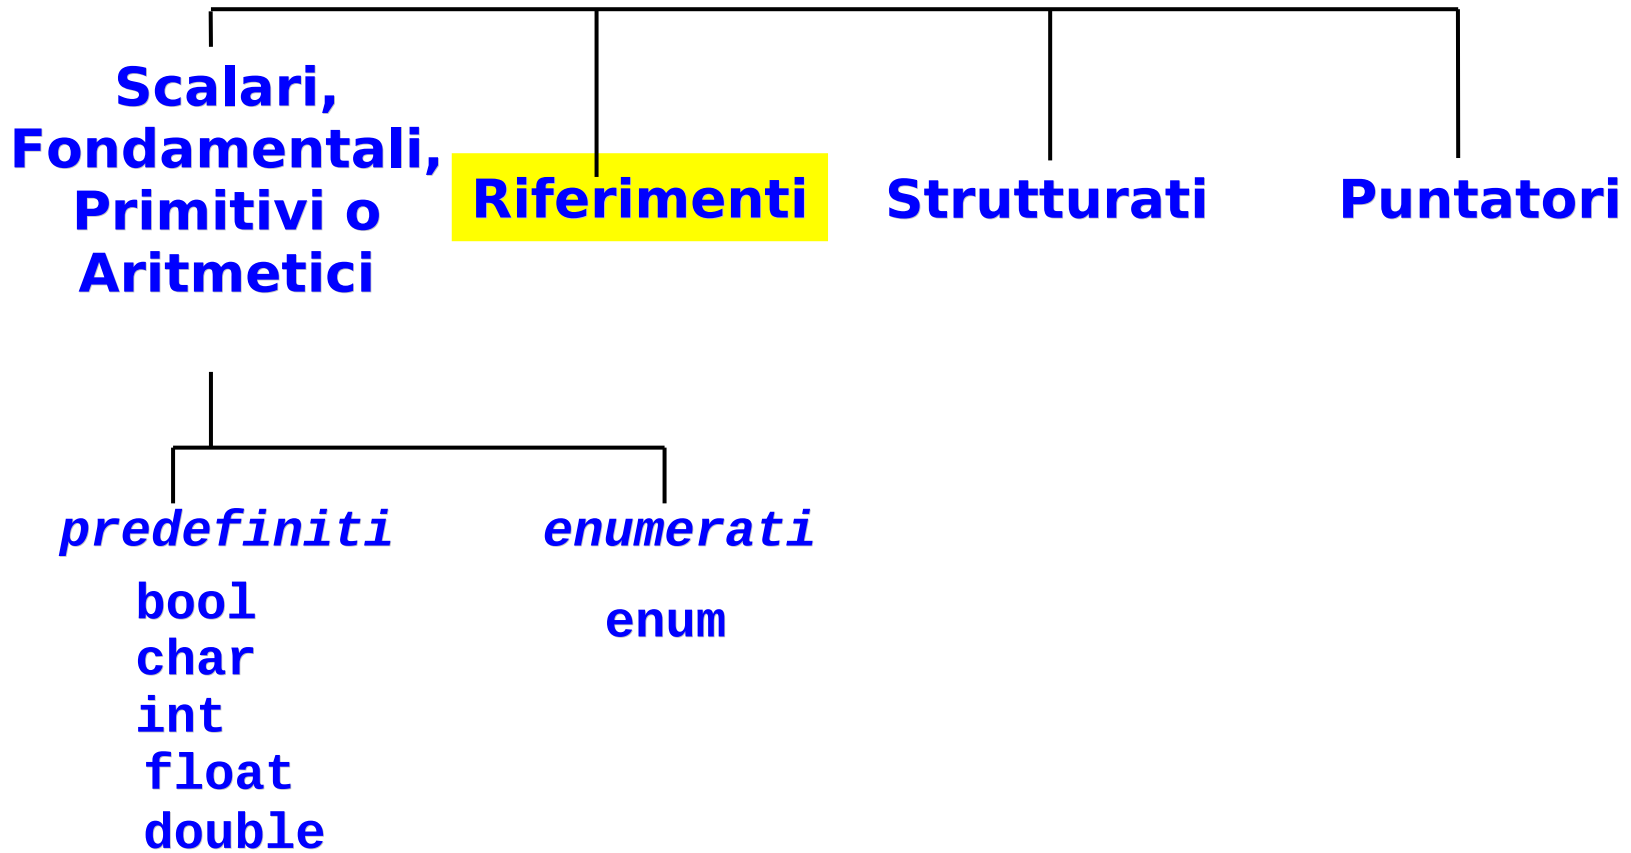 Scalari,
Fondamentali,
Primitivi o
Aritmetici
Riferimenti
Strutturati
Puntatori
predefiniti
bool
char
int
float
double
enumerati
enum